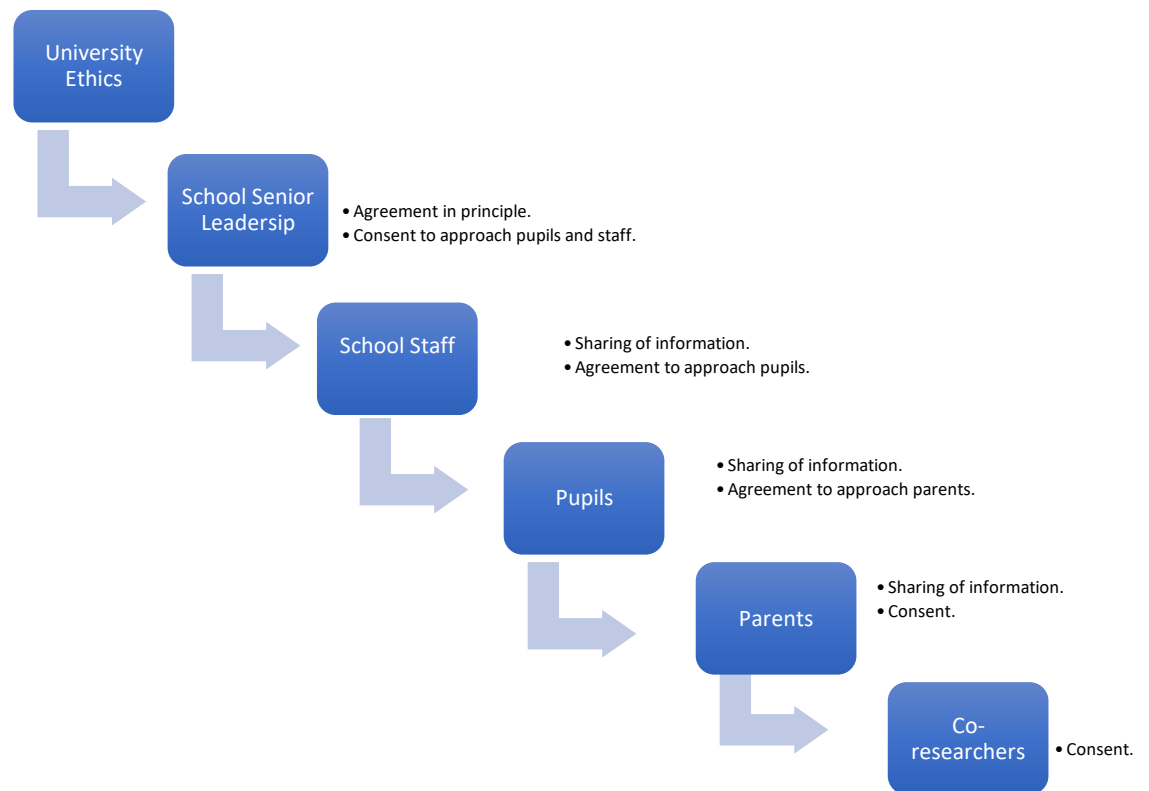 University
Ethics
School Senior
Leadersip
• Agreement in principle.
• Consent to approach pupils and staff.
School Staff
• Sharing of information.
• Agreement to approach pupils.
Pupils
• Sharing of information.
• Agreement to approach parents.
Parents
• Sharing of information.
• Consent.
Co-
researchers
• Consent.